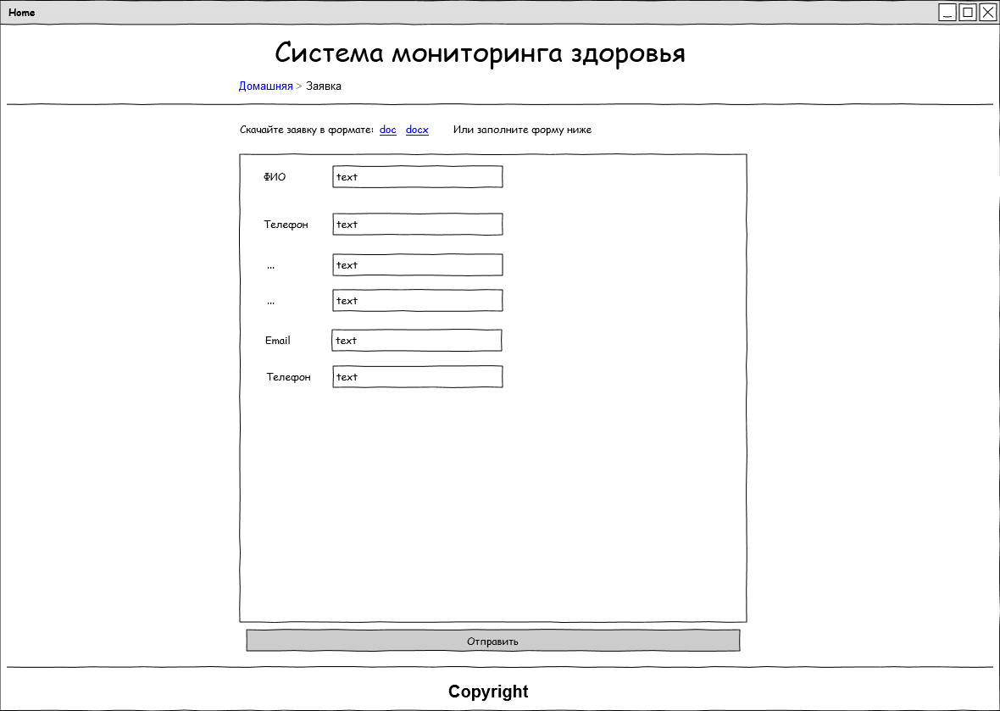 Home
Система мониторинга здоровья
Домашняя > Заявка
Скачайте заявку в формате: doc docx Или заполните форму ниже
ФИО text
Телефон text
... text
... text
Email text
Телефон text
Отправить
Copyright